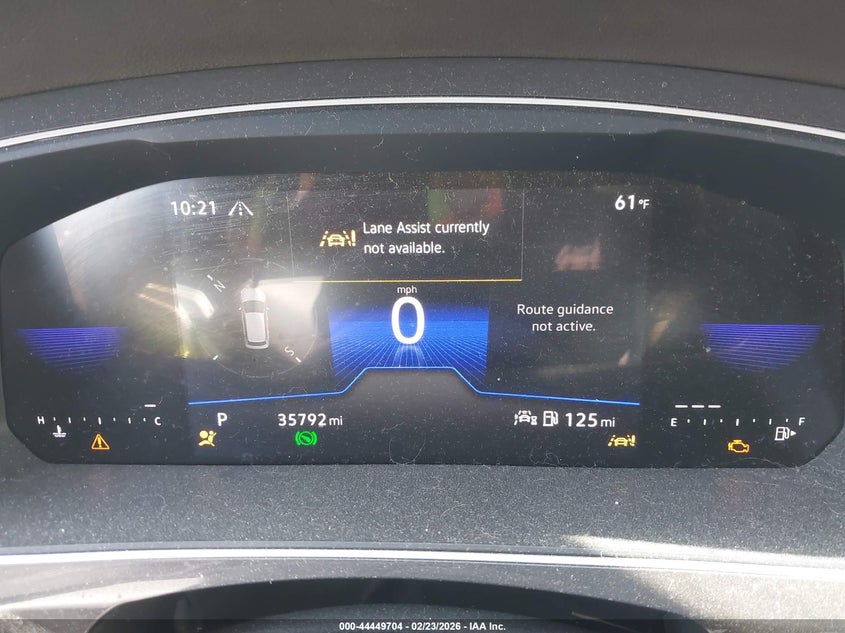 10:21
61°F
Lane Assist currently
not available.
N
S
mph
0
Route guidance
not active.
H C
P
35792 mi
125 mi
E F
000-44449704 - 02/23/2026 - IAA Inc.